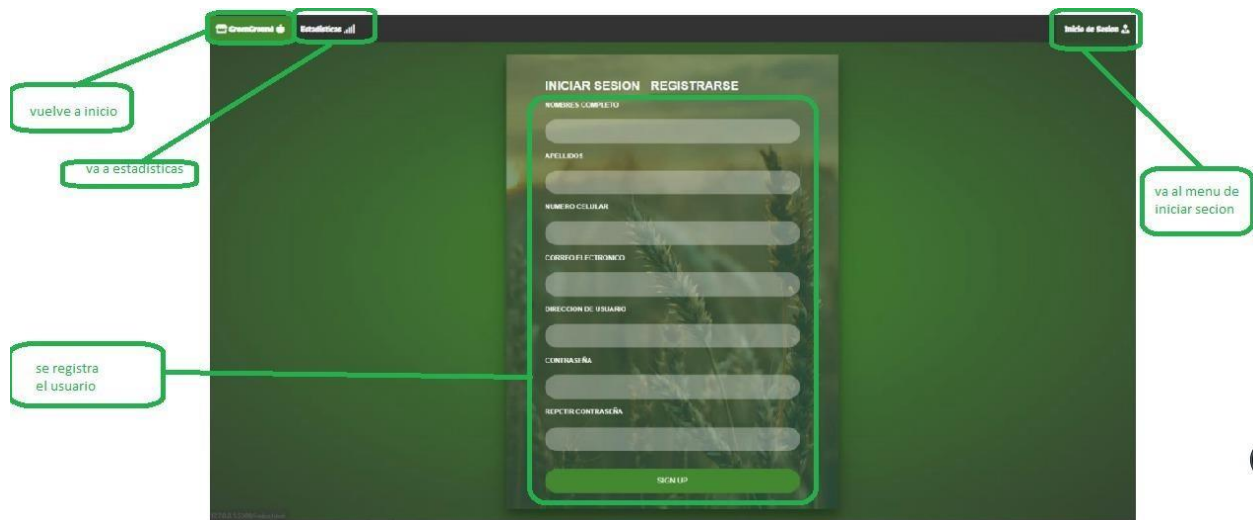 GreenGround
Estadisticas
Inicio de Sesion
vuelve a inicio
va a estadísticas
va al menu de
iniciar secion
se registra
el usuario
INICIAR SESION REGISTRARSE
NOMBRES COMPLETO
APELLIDOS
NUMERO CELULAR
CORREO ELECTRONICO
DIRECCION DE USUARIO
CONTRASEÑA
REPETIR CONTRASEÑA
SIGN UP